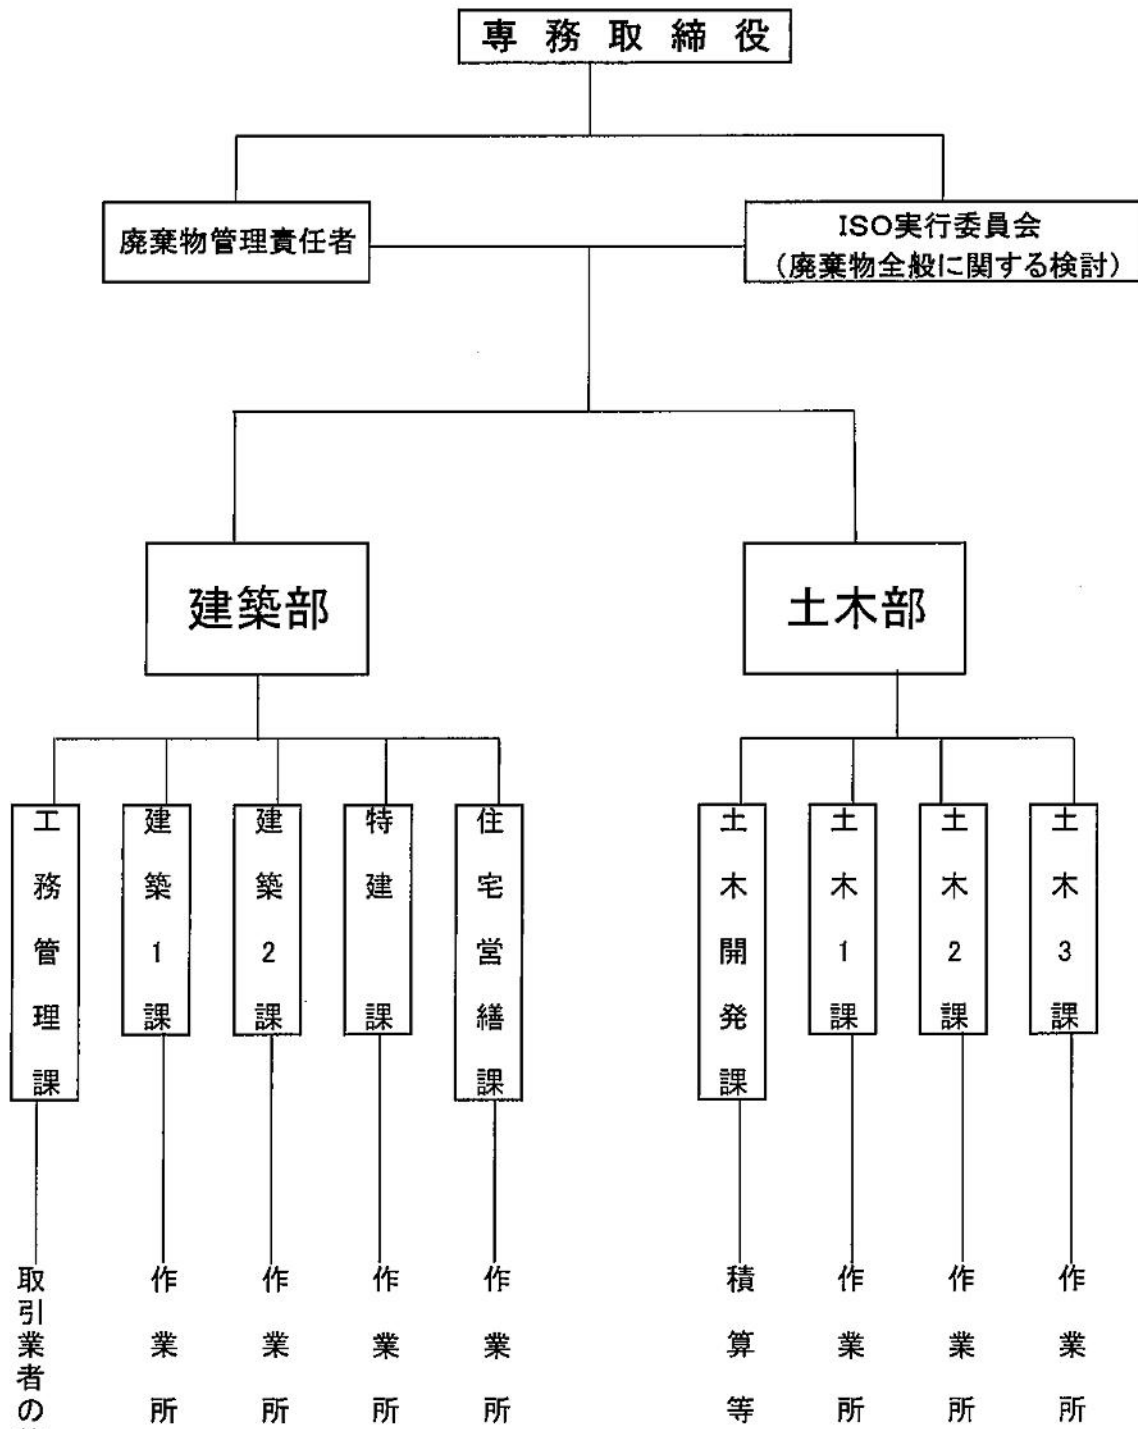 専務取締役
廃棄物管理責任者
ISO実行委員会
（廃棄物全般に関する検討）
建築部
土木部
工務管理課
建築1課
建築2課
特建課
住宅営繕課
土木開発課
土木1課
土木2課
土木3課
取引業者の
作業所
作業所
作業所
作業所
積算等
作業所
作業所
作業所